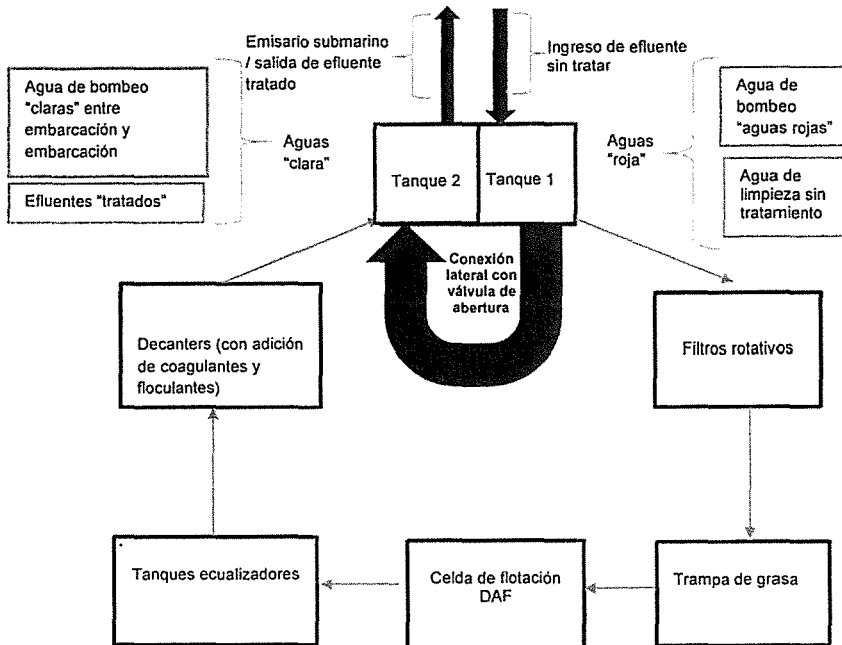 Emisario submarino
/ salida de efluente
tratado
Ingreso de efluente
sin tratar
Agua de bombeo
"claras" entre
embarcación y
embarcación
Efluentes "tratados"
Aguas
"clara"
Tanque 2
Tanque 1
Aguas
"roja"
Agua de
bombeo
"aguas rojas"
Agua de
limpieza sin
tratamiento
Conexión
lateral con
válvula de
abertura
Decanters (con adición
de coagulantes y
floculantes)
Filtros rotativos
Tanques ecualizadores
Celda de flotación
DAF
Trampa de grasa